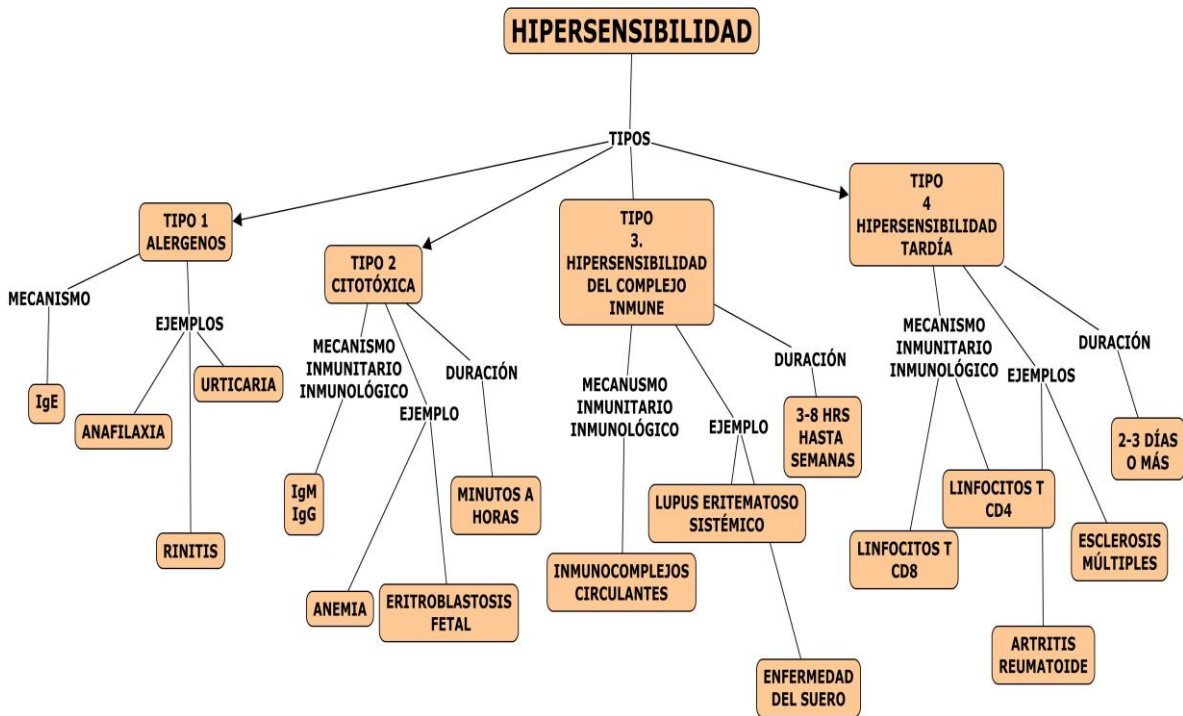 HIPERSENSIBILIDAD
TIPOS
TIPO 1
ALERGENOS
MECANISMO
IgE
EJEMPLOS
ANAFILAXIA
URTICARIA
RINITIS
TIPO 2
CITOTÓXICA
MECANISMO
INMUNITARIO
INMUNOLÓGICO
IgM
IgG
EJEMPLO
ANEMIA
ERITROBLASTOSIS
FETAL
DURACIÓN
MINUTOS A
HORAS
TIPO
3.
HIPERSENSIBILIDAD
DEL COMPLEJO
INMUNE
MECANUSMO
INMUNITARIO
INMUNOLÓGICO
INMUNOCOMPLEJOS
CIRCULANTES
EJEMPLO
LUPUS ERITEMATOSO
SISTÉMICO
ENFERMEDAD
DEL SUERO
DURACIÓN
3-8 HRS
HASTA
SEMANAS
TIPO
4
HIPERSENSIBILIDAD
TARDÍA
MECANISMO
INMUNITARIO
INMUNOLÓGICO
LINFOCITOS T
CD8
LINFOCITOS T
CD4
EJEMPLOS
ARTRITIS
REUMATOIDE
ESCLEROSIS
MÚLTIPLES
DURACIÓN
2-3 DÍAS
O MÁS